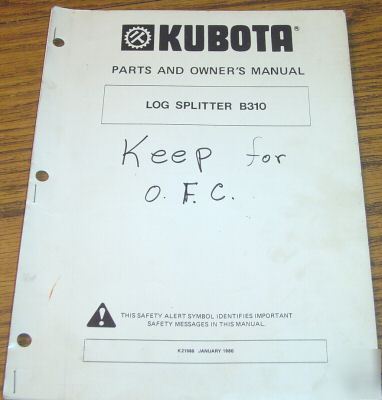 KUBOTA®
PARTS AND OWNER'S MANUAL
LOG SPLITTER B310
Keep for
O.F.C.
THIS SAFETY ALERT SYMBOL IDENTIFIES IMPORTANT
SAFETY MESSAGES IN THIS MANUAL.
JANUARY